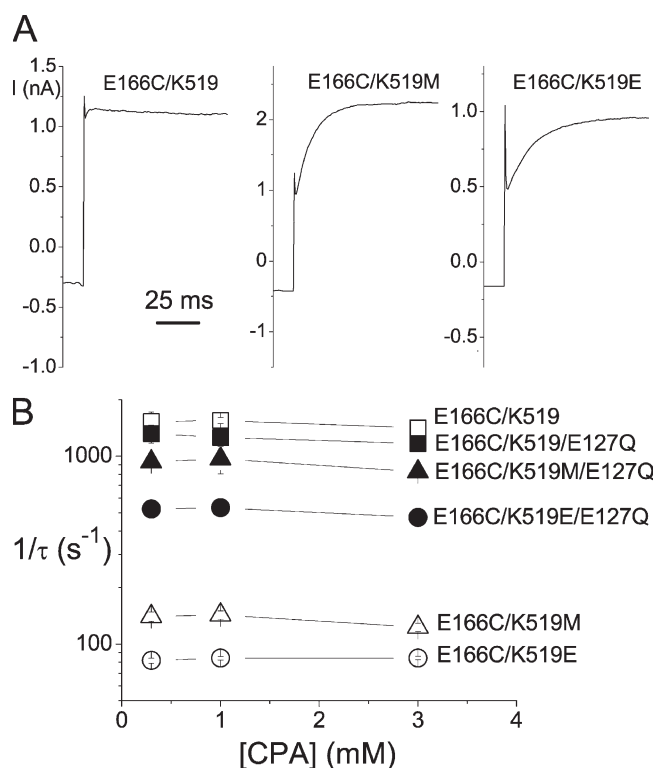 A
I (nA)
E166C/K519
E166C/K519M
E166C/K519E
1.5
1.0
0.5
0.0
-0.5
-1.0
25 ms
2
1
0
-1
1.0
0.5
0.0
-0.5
B
1/τ (s⁻¹)
1000
100
E166C/K519
E166C/K519/E127Q
E166C/K519M/E127Q
E166C/K519E/E127Q
E166C/K519M
E166C/K519E
0 1 2 3 4
[CPA] (mM)